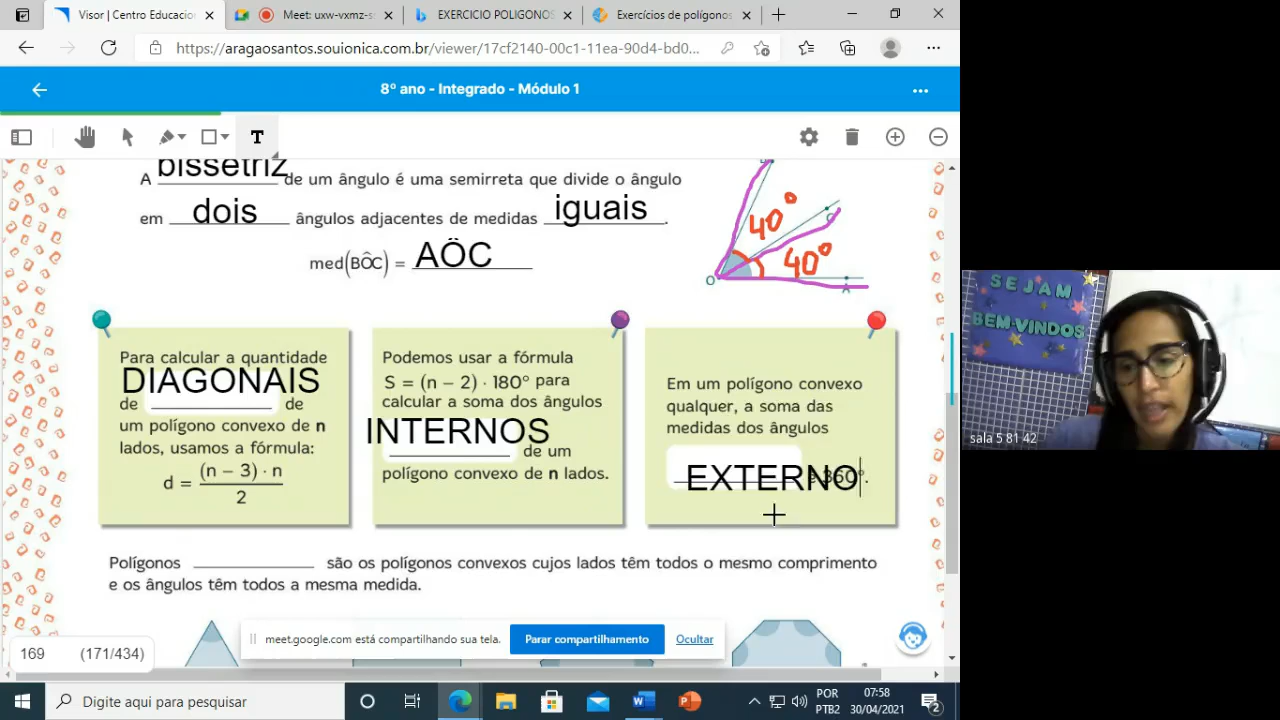 Visor | Centro Educacio
Meet: uxw-vxmz-s
EXERCICIO POLIGONOS
Exercícios de polígonos
https://aragaosantos.souionica.com.br/viewer/17cf2140-00c1-11ea-90d4-bd0...
8º ano - Integrado - Módulo 1
T
A bissetriz de um ângulo é uma semirreta que divide o ângulo
em dois ângulos adjacentes de medidas iguais.
med(BÔC) = AÔC
40°
40°
O
A
C
Para calcular a quantidade
de DIAGONAIS de
um polígono convexo de n
lados, usamos a fórmula:
d = (n – 3) · n
2
Podemos usar a fórmula
S = (n – 2) · 180° para
calcular a soma dos ângulos
INTERNOS de um
polígono convexo de n lados.
Em um polígono convexo
qualquer, a soma das
medidas dos ângulos
EXTERNO é 360°.
Polígonos ____________ são os polígonos convexos cujos lados têm todos o mesmo comprimento
e os ângulos têm todos a mesma medida.
meet.google.com está compartilhando sua tela.
Parar compartilhamento
Ocultar
169 (171/434)
Digite aqui para pesquisar
POR
PTB2
07:58
30/04/2021
2
SEJAM
BEM-VINDOS
sala 5 81 42